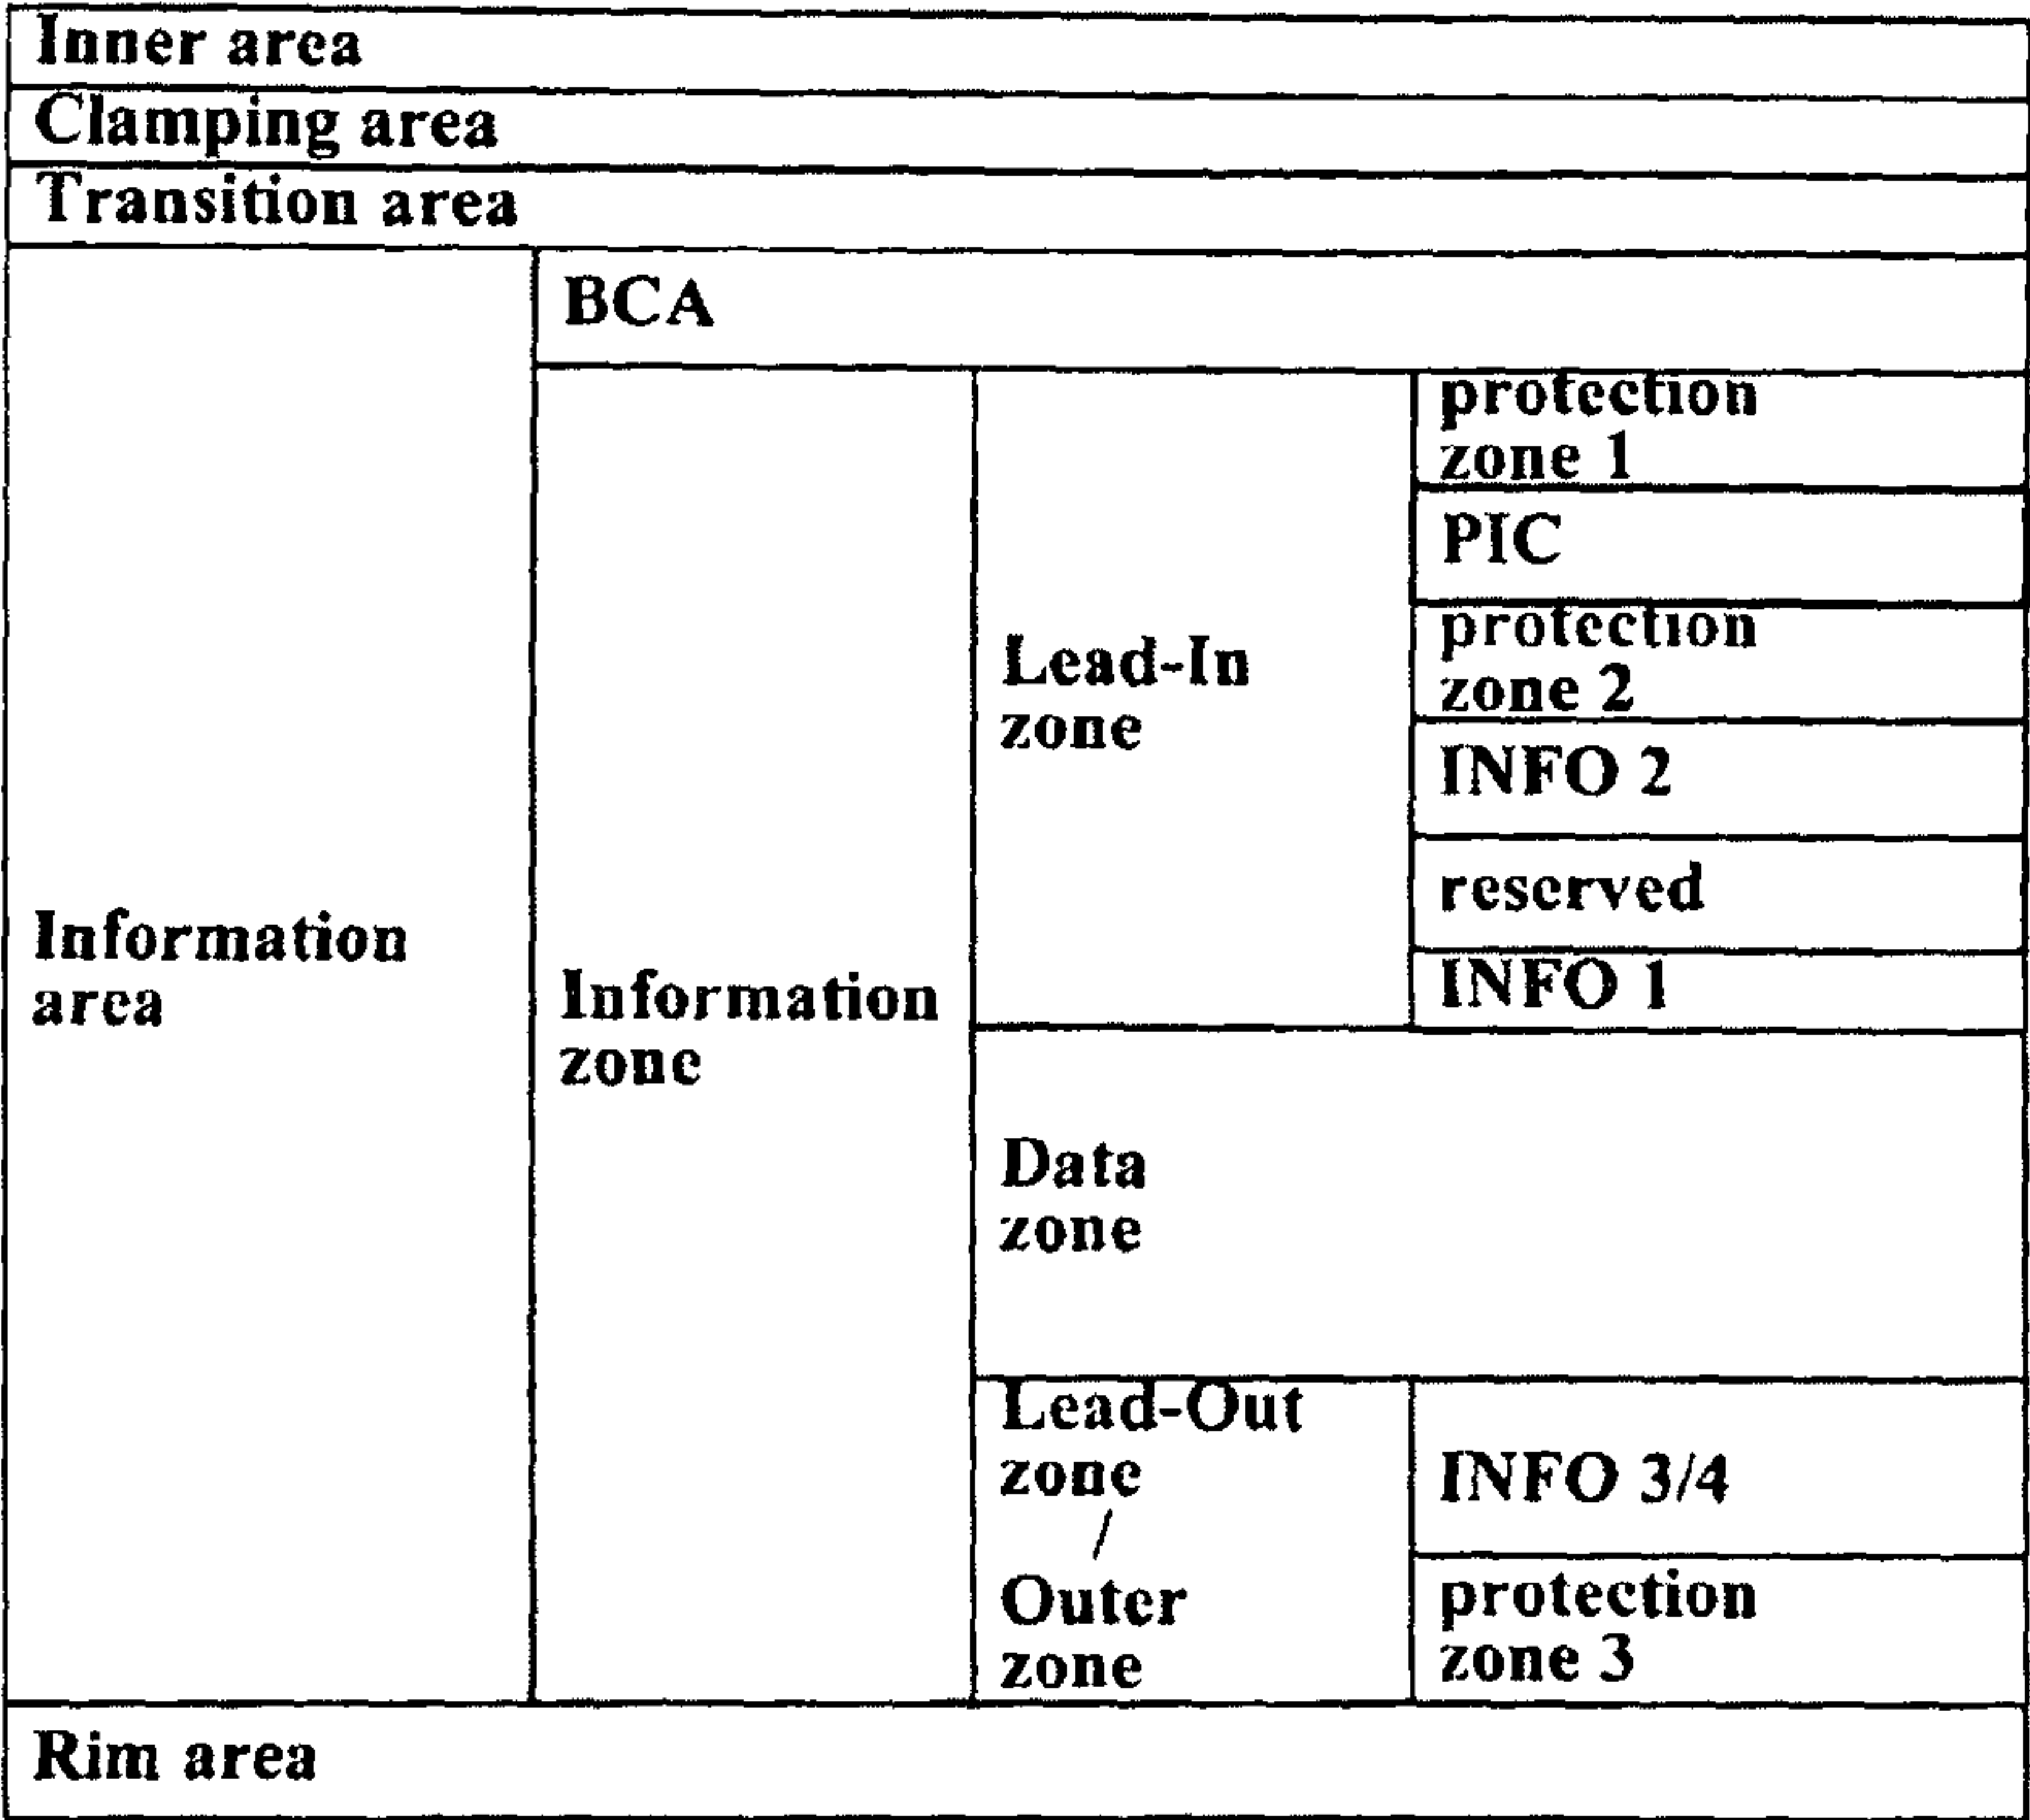 Inner area
Clamping area
Transition area
BCA
protection
zone 1
PIC
protection
zone 2
Lead-In
zone
INFO 2
reserved
INFO 1
Information
area
Information
zone
Data
zone
Lead-Out
zone
/
Outer
zone
INFO 3/4
protection
zone 3
Rim area